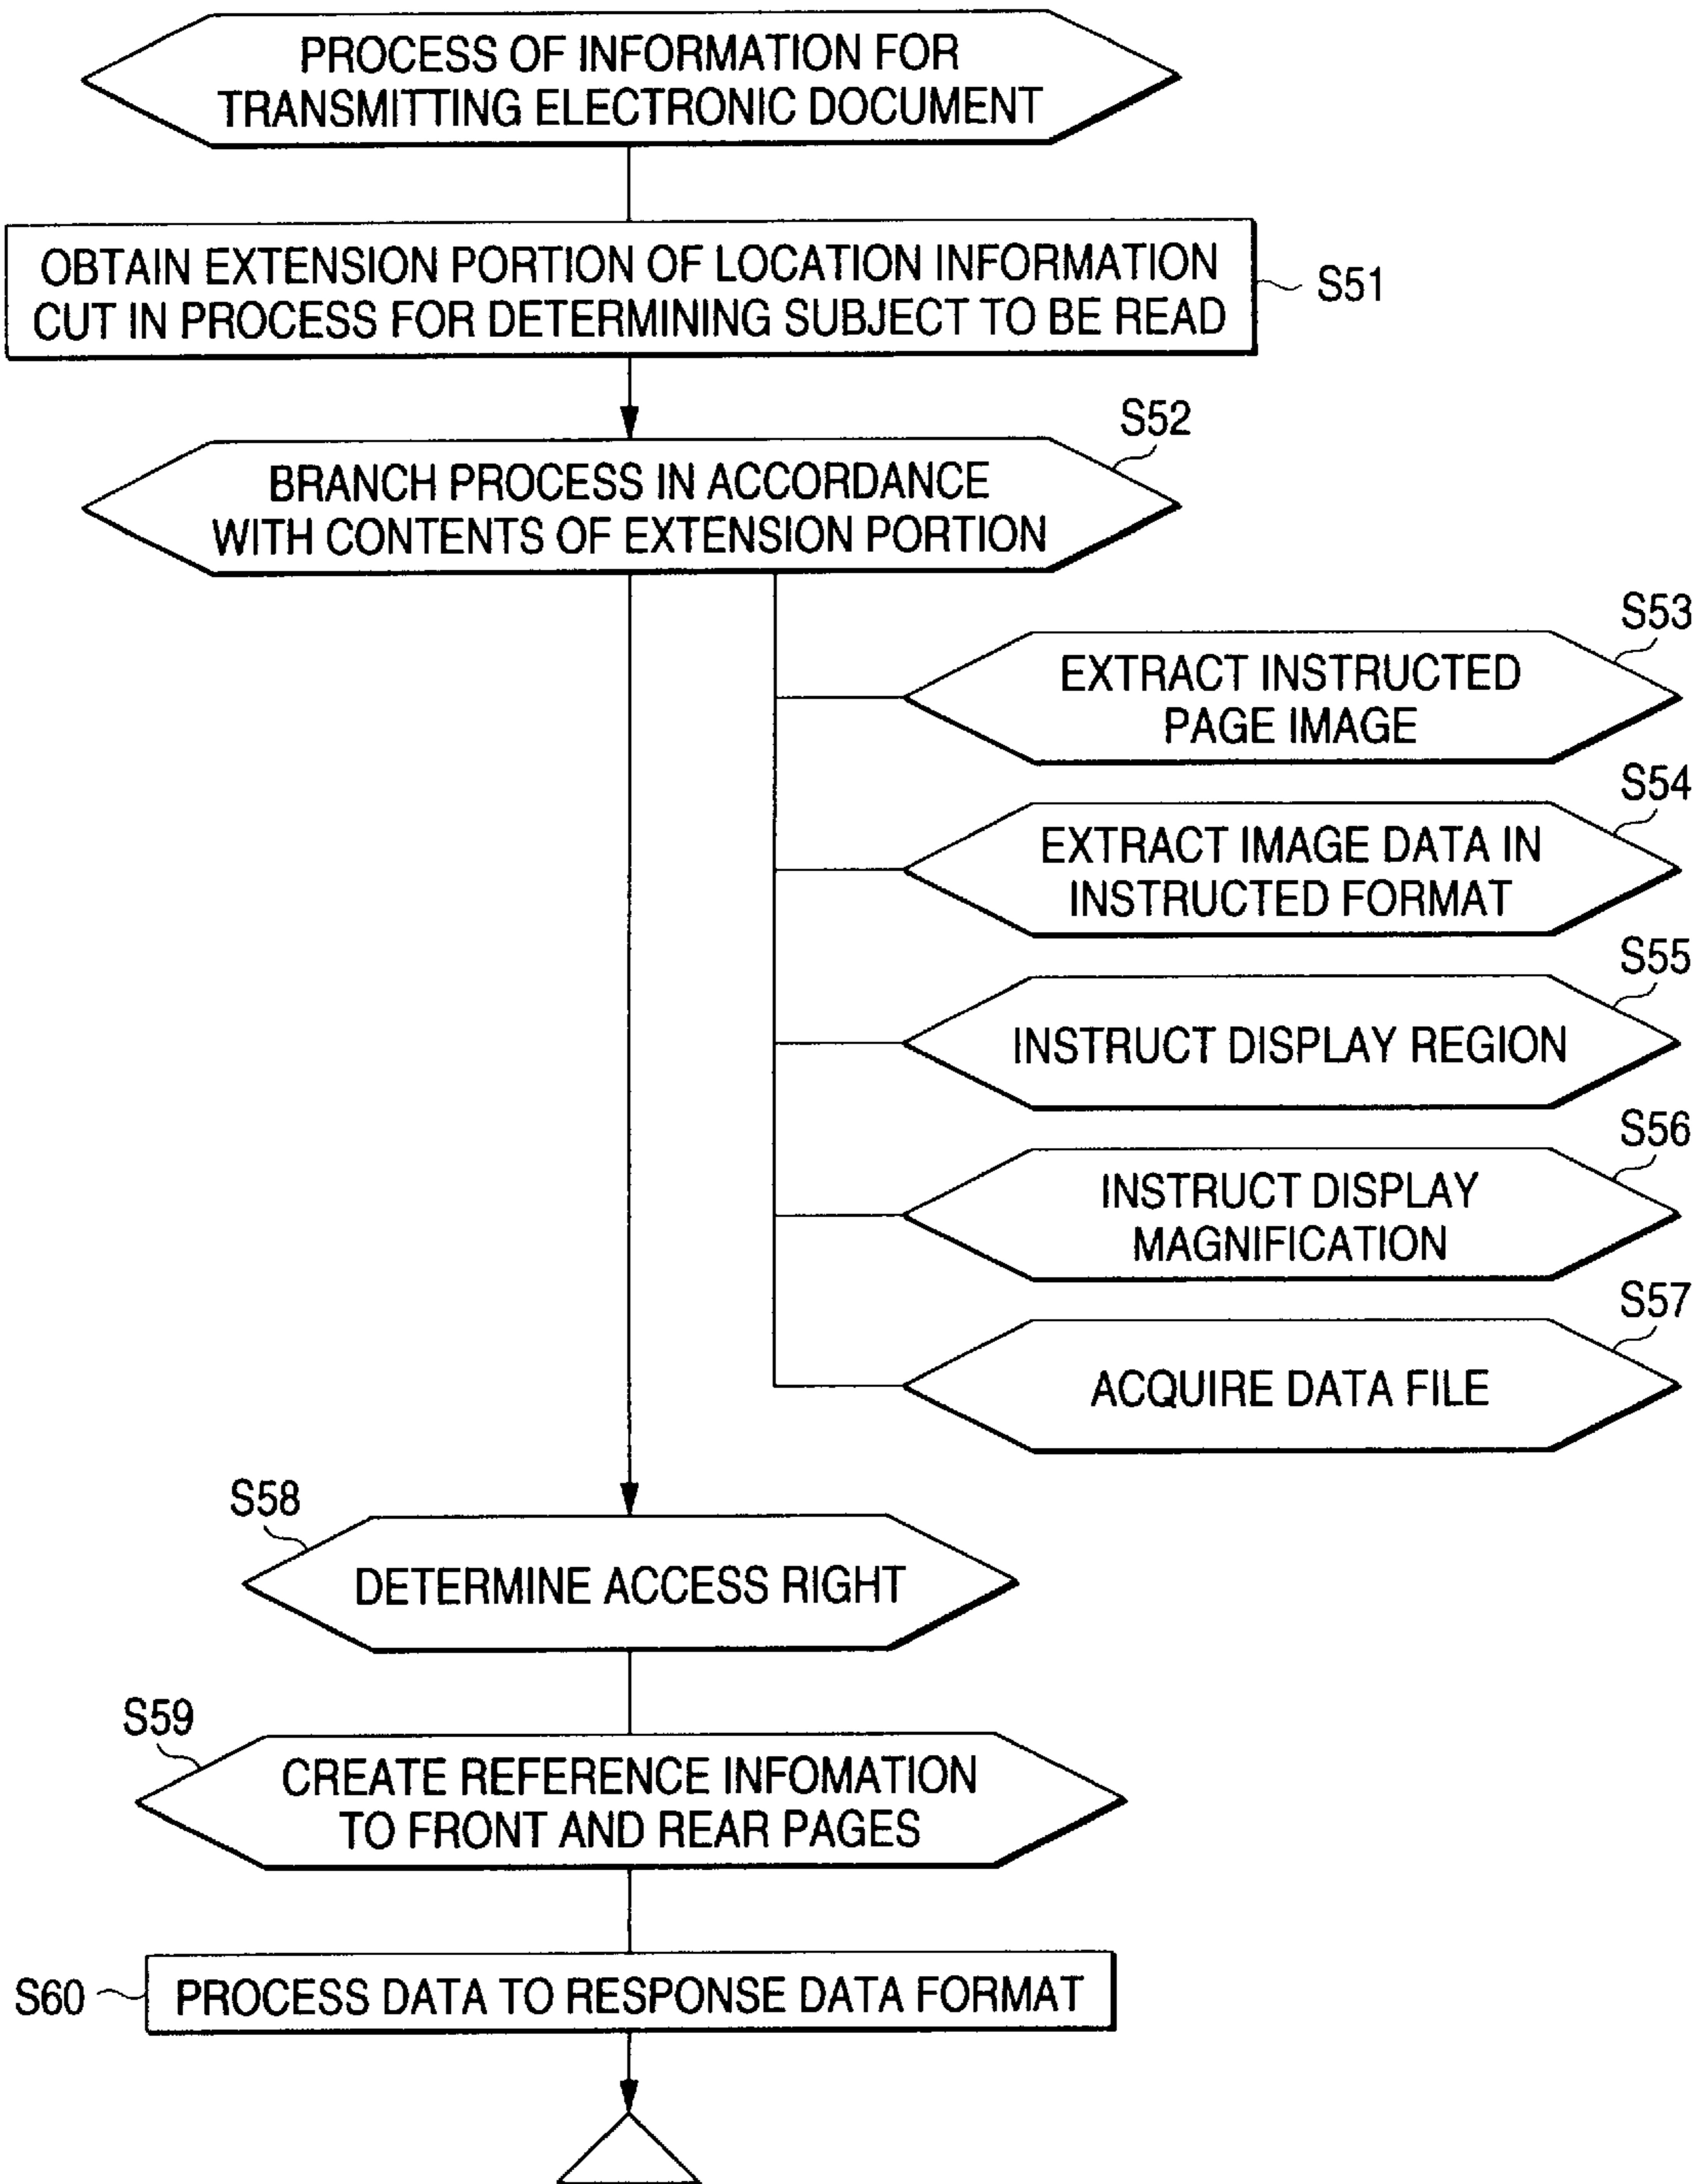 PROCESS OF INFORMATION FOR
TRANSMITTING ELECTRONIC DOCUMENT
OBTAIN EXTENSION PORTION OF LOCATION INFORMATION
CUT IN PROCESS FOR DETERMINING SUBJECT TO BE READ
S51
S52
BRANCH PROCESS IN ACCORDANCE
WITH CONTENTS OF EXTENSION PORTION
S53
EXTRACT INSTRUCTED
PAGE IMAGE
S54
EXTRACT IMAGE DATA IN
INSTRUCTED FORMAT
S55
INSTRUCT DISPLAY REGION
S56
INSTRUCT DISPLAY
MAGNIFICATION
S57
ACQUIRE DATA FILE
S58
DETERMINE ACCESS RIGHT
S59
CREATE REFERENCE INFOMATION
TO FRONT AND REAR PAGES
S60
PROCESS DATA TO RESPONSE DATA FORMAT